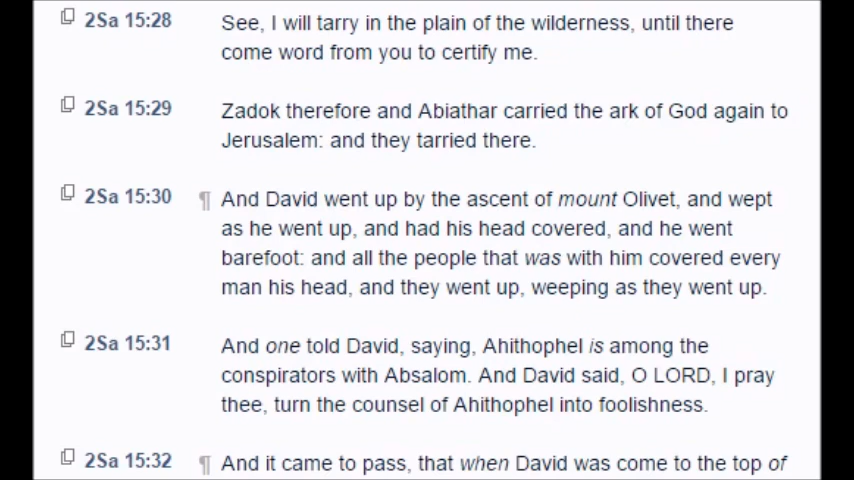 2Sa 15:28 See, I will tarry in the plain of the wilderness, until there
come word from you to certify me.
2Sa 15:29 Zadok therefore and Abiathar carried the ark of God again to
Jerusalem: and they tarried there.
2Sa 15:30 ¶ And David went up by the ascent of mount Olivet, and wept
as he went up, and had his head covered, and he went
barefoot: and all the people that was with him covered every
man his head, and they went up, weeping as they went up.
2Sa 15:31 And one told David, saying, Ahithophel is among the
conspirators with Absalom. And David said, O LORD, I pray
thee, turn the counsel of Ahithophel into foolishness.
2Sa 15:32 ¶ And it came to pass, that when David was come to the top of